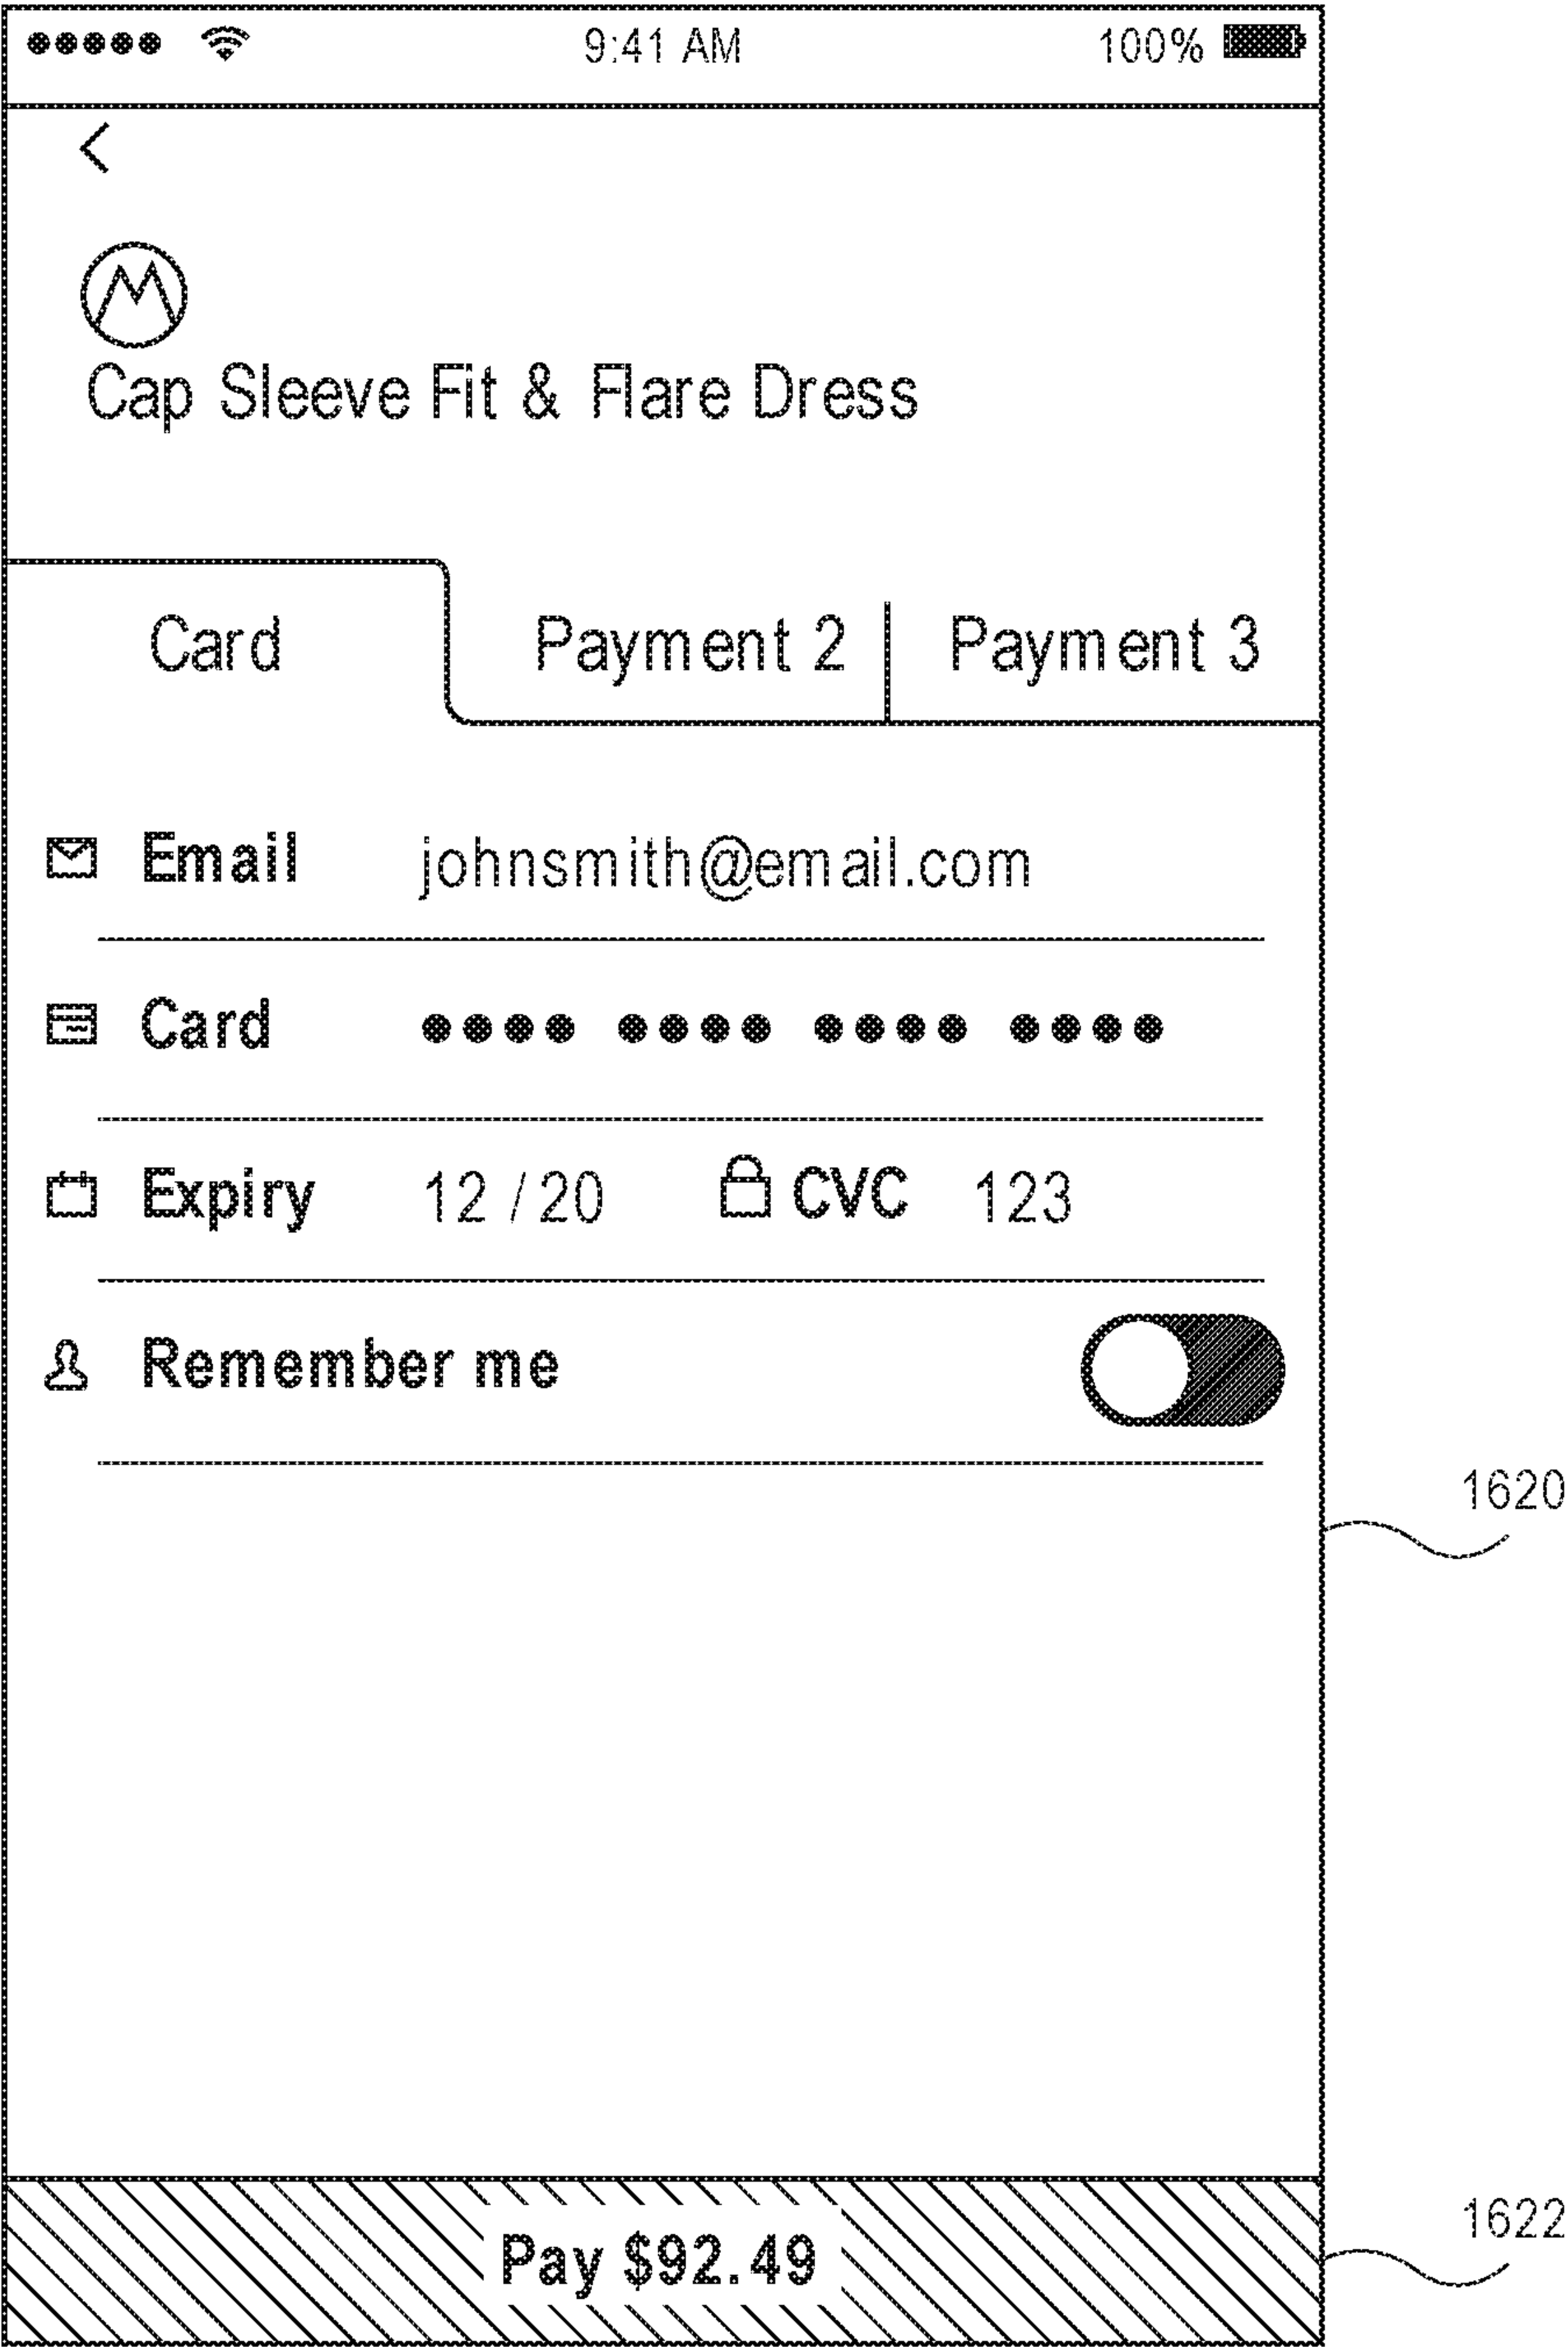 9:41 AM 100%
Cap Sleeve Fit & Flare Dress
Card Payment 2 Payment 3
Email johnsmith@email.com
Card •••• •••• •••• ••••
Expiry 12 / 20 CVC 123
Remember me
1620
Pay $92.49
1622